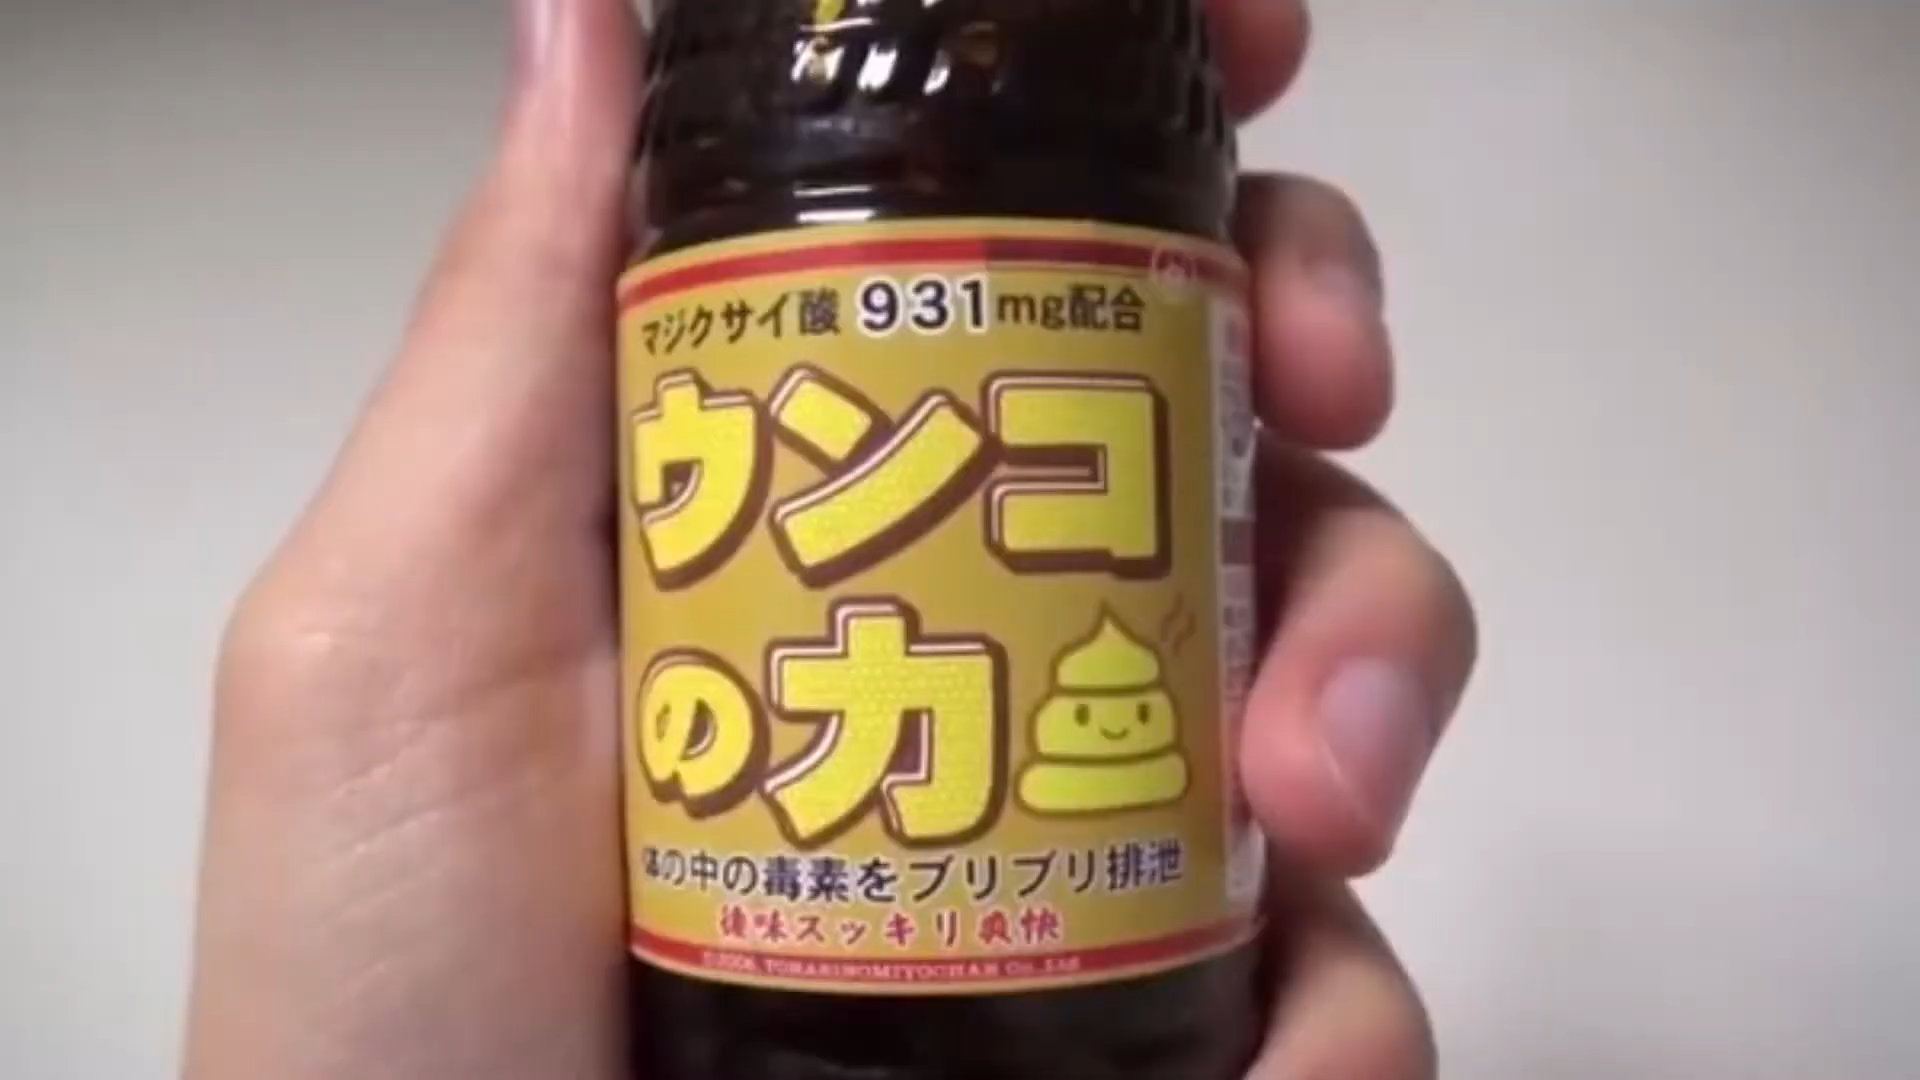 マジクサイ酸 931mg配合
ウンコ
の力
体の中の毒素をブリブリ排泄
後味スッキリ爽快